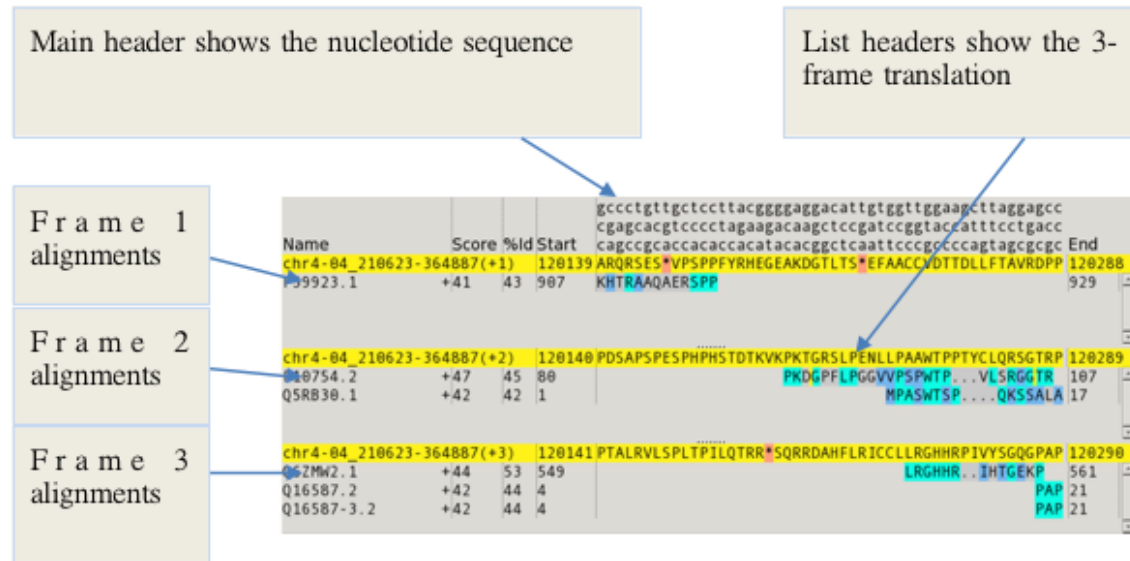 Main header shows the nucleotide sequence
List headers show the 3-
frame translation
Frame 1
alignments
Frame 2
alignments
Frame 3
alignments
gccctgttgctccttacggggaggacattgtggttggaagcttaggagcc
cgagcacgtcccctagaagacaagctccgatccggtaccatttcctgacc
Name Score %Id Start cagccgcaccacaccacatacacggctcaattcccgctcccagtagcgcgc End
chr4-04_210623-364887(+1) 120139 ARQRSES*VPSPPFYRHEGEAKDGTLTS*EFAACCVDTTDLLFTAVRDPP 120288
+41 43 907 KHTRAAQAERSPP 929
chr4-04_210623-364887(+2) 120140 PDSAPSPESPHPHSTDTKVKPKTGRSLPENLLPAAWTPPTYCLQRSGTRP 120289
+47 45 80 PKDGPFLPGGVVPSPWTP...VLSRGGTR 107
Q5RB30.1 +42 42 1 MPASWTSP....QKSSALA 17
chr4-04_210623-364887(+3) 120141 PTALRVLSPLTPILQTRR*SQRRDAHFLRICCLLRGHHRPIVYSGQGPAP 120290
+44 53 549 LRGHHR..IHTGEKP 561
Q16587.2 +42 44 4 PAP 21
Q16587-3.2 +42 44 4 PAP 21